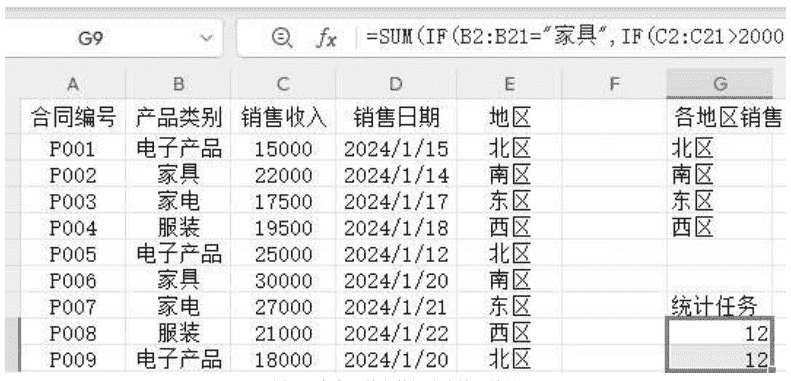 G9 fx =SUM(IF(B2:B21="家具",IF(C2:C21>2000
A B C D E F G
合同编号 产品类别 销售收入 销售日期 地区 各地区销售
P001 电子产品 15000 2024/1/15 北区 北区
P002 家具 22000 2024/1/14 南区 南区
P003 家电 17500 2024/1/17 东区 东区
P004 服装 19500 2024/1/18 西区 西区
P005 电子产品 25000 2024/1/12 北区
P006 家具 30000 2024/1/20 南区
P007 家电 27000 2024/1/21 东区 统计任务
P008 服装 21000 2024/1/22 西区 12
P009 电子产品 18000 2024/1/20 北区 12